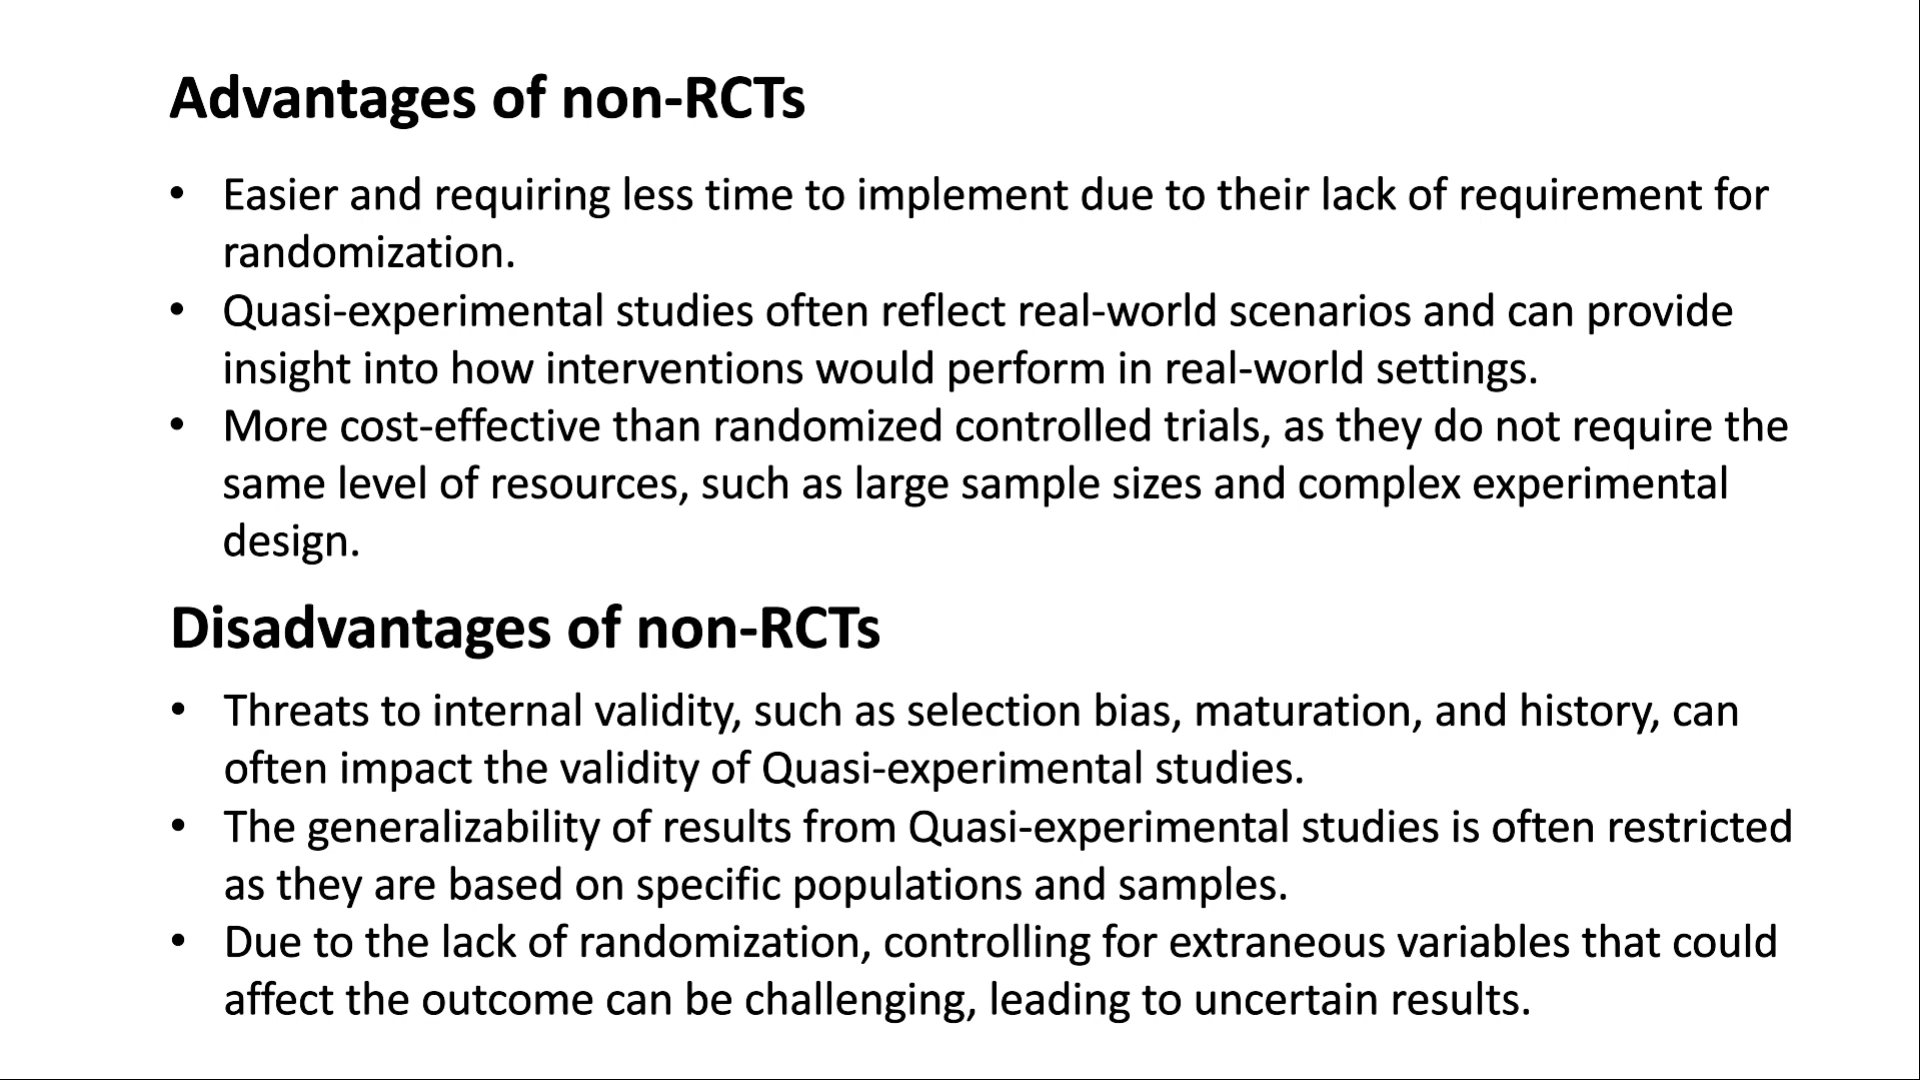 Advantages of non-RCTs
• Easier and requiring less time to implement due to their lack of requirement for
randomization.
• Quasi-experimental studies often reflect real-world scenarios and can provide
insight into how interventions would perform in real-world settings.
• More cost-effective than randomized controlled trials, as they do not require the
same level of resources, such as large sample sizes and complex experimental
design.
Disadvantages of non-RCTs
• Threats to internal validity, such as selection bias, maturation, and history, can
often impact the validity of Quasi-experimental studies.
• The generalizability of results from Quasi-experimental studies is often restricted
as they are based on specific populations and samples.
• Due to the lack of randomization, controlling for extraneous variables that could
affect the outcome can be challenging, leading to uncertain results.